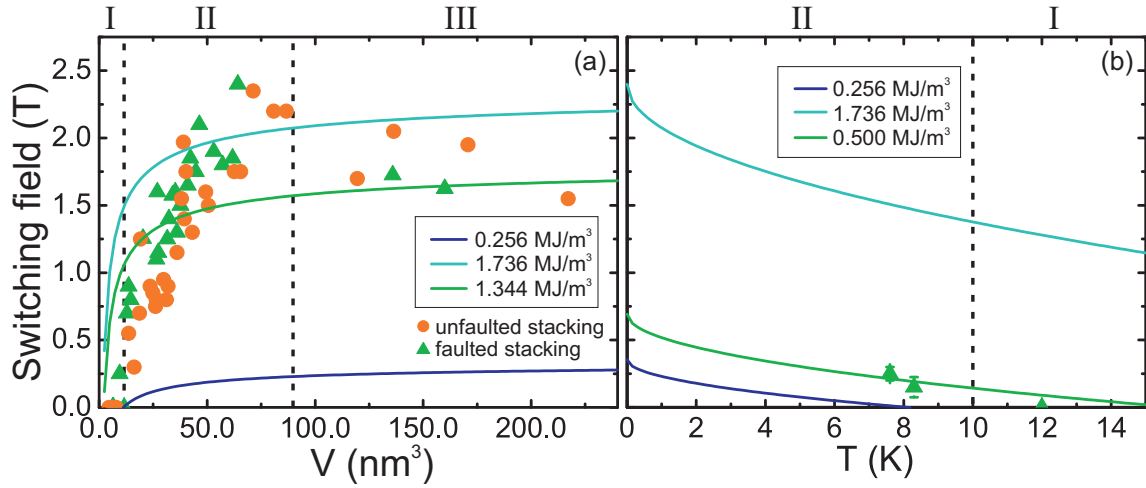 I II III II I
(a) (b)
Switching field (T)
2.5
2.0
1.5
1.0
0.5
0.0
0.256 MJ/m³
1.736 MJ/m³
1.344 MJ/m³
unfaulted stacking
faulted stacking
0.0 50.0 100.0 150.0 200.0
V (nm³)
0.256 MJ/m³
1.736 MJ/m³
0.500 MJ/m³
0 2 4 6 8 10 12 14
T (K)